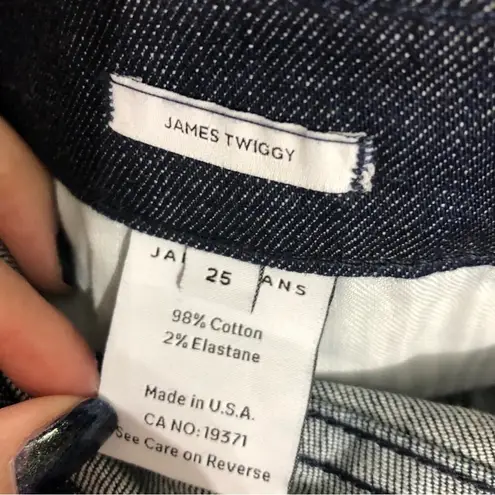 JAMES TWIGGY
25
98% Cotton
2% Elastane
Made in U.S.A.
CA NO: 19371
See Care on Reverse